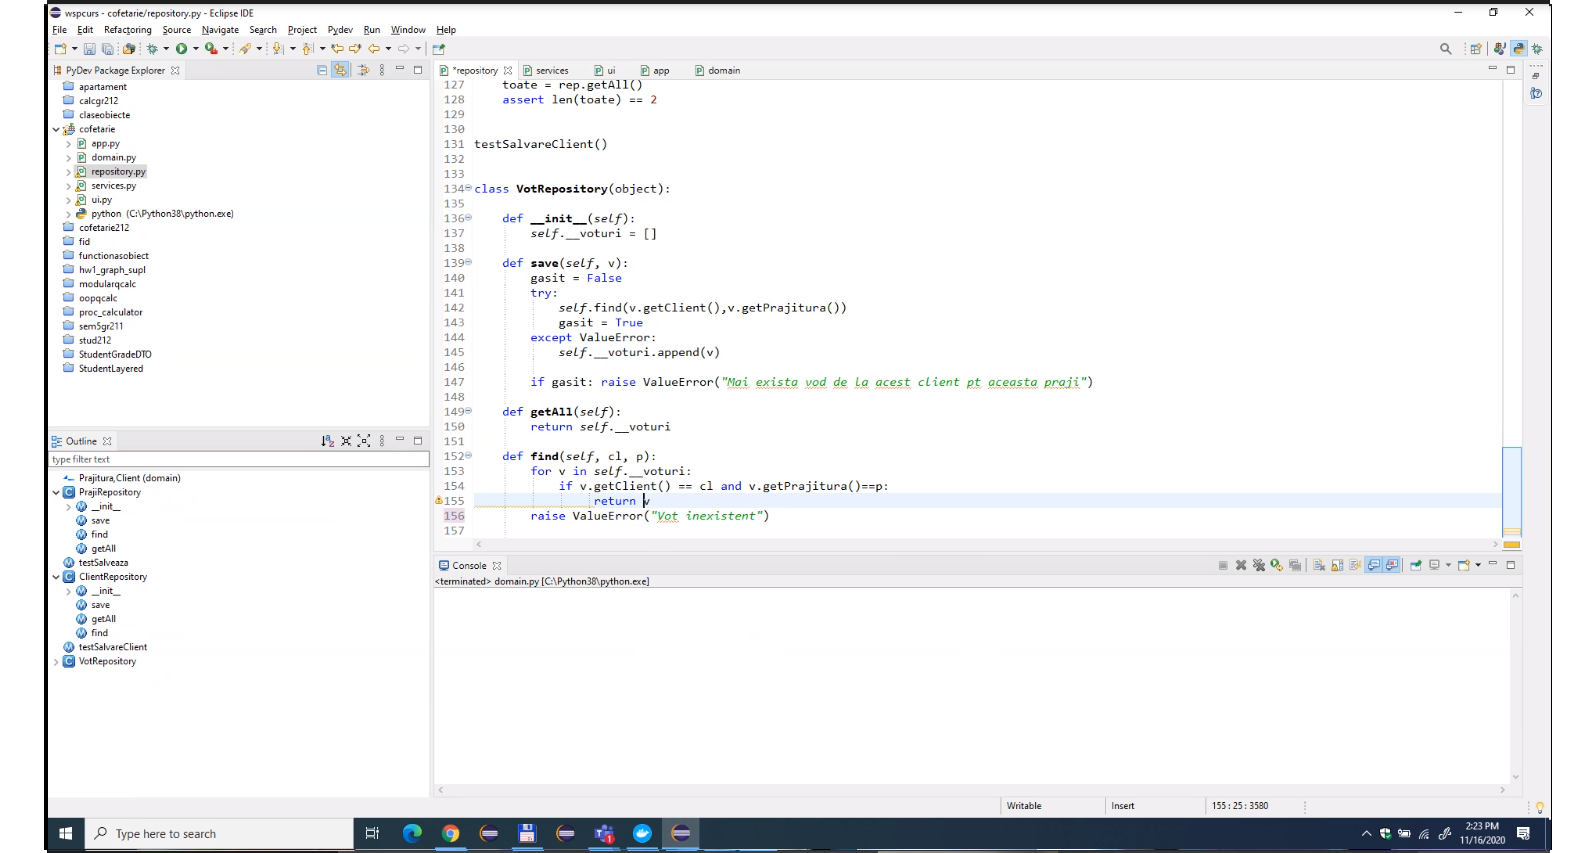 wspcurs - cofetarie/repository.py - Eclipse IDE
File Edit Refactoring Source Navigate Search Project Pydev Run Window Help
PyDev Package Explorer
apartament
calcgr212
claseobiecte
cofetarie
app.py
domain.py
repository.py
services.py
ui.py
python (C:\Python38\python.exe)
cofetarie212
fid
functionasobiect
hw1_graph_supl
modularqcalc
oopqcalc
proc_calculator
sem5gr211
stud212
StudentGradeDTO
StudentLayered
Outline
type filter text
Prajitura,Client (domain)
PrajiRepository
__init__
save
find
getAll
testSalveaza
ClientRepository
__init__
save
getAll
find
testSalvareClient
VotRepository
*repository services ui app domain
127 toate = rep.getAll()
128 assert len(toate) == 2
129
130
131 testSalvareClient()
132
133
134 class VotRepository(object):
135
136 def __init__(self):
137 self.__voturi = []
138
139 def save(self, v):
140 gasit = False
141 try:
142 self.find(v.getClient(),v.getPrajitura())
143 gasit = True
144 except ValueError:
145 self.__voturi.append(v)
146
147 if gasit: raise ValueError("Mai exista vod de la acest client pt aceasta praji")
148
149 def getAll(self):
150 return self.__voturi
151
152 def find(self, cl, p):
153 for v in self.__voturi:
154 if v.getClient() == cl and v.getPrajitura()==p:
155 return v
156 raise ValueError("Vot inexistent")
157
Console
<terminated> domain.py [C:\Python38\python.exe]
Writable Insert 155 : 25 : 3580
Type here to search
2:23 PM
11/16/2020